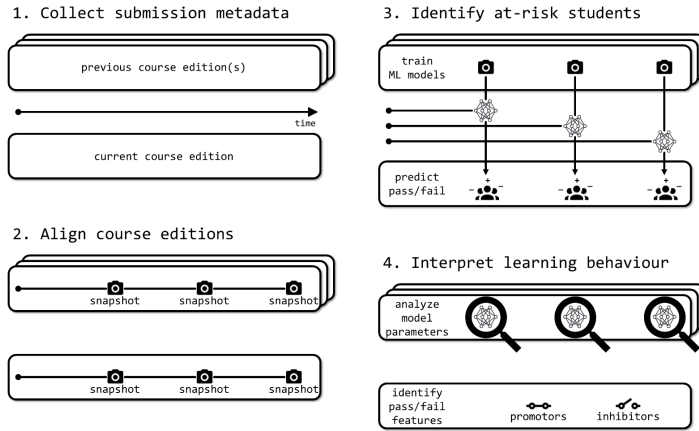 1. Collect submission metadata
previous course edition(s)
time
current course edition
2. Align course editions
snapshot snapshot snapshot
snapshot snapshot snapshot
3. Identify at-risk students
train
ML models
predict
pass/fail
- + -
- + -
- + -
4. Interpret learning behaviour
analyze
model
parameters
identify
pass/fail
features
promotors inhibitors